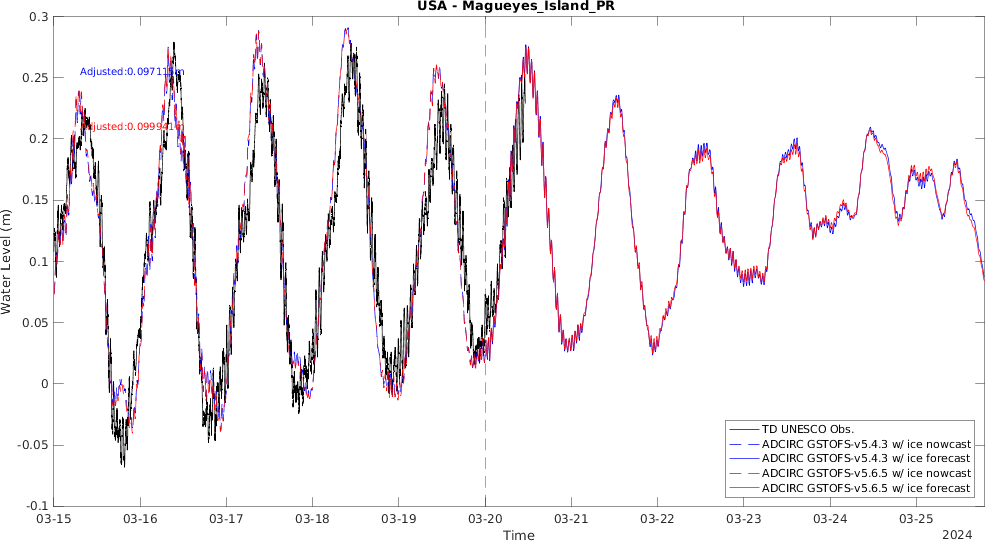 USA - Magueyes_Island_PR
0.3
0.25
0.2
0.15
0.1
0.05
0
-0.05
-0.1
Water Level (m)
03-15 03-16 03-17 03-18 03-19 03-20 03-21 03-22 03-23 03-24 03-25
Time
2024
TD UNESCO Obs.
ADCIRC GSTOFS-v5.4.3 w/ ice nowcast
ADCIRC GSTOFS-v5.4.3 w/ ice forecast
ADCIRC GSTOFS-v5.6.5 w/ ice nowcast
ADCIRC GSTOFS-v5.6.5 w/ ice forecast